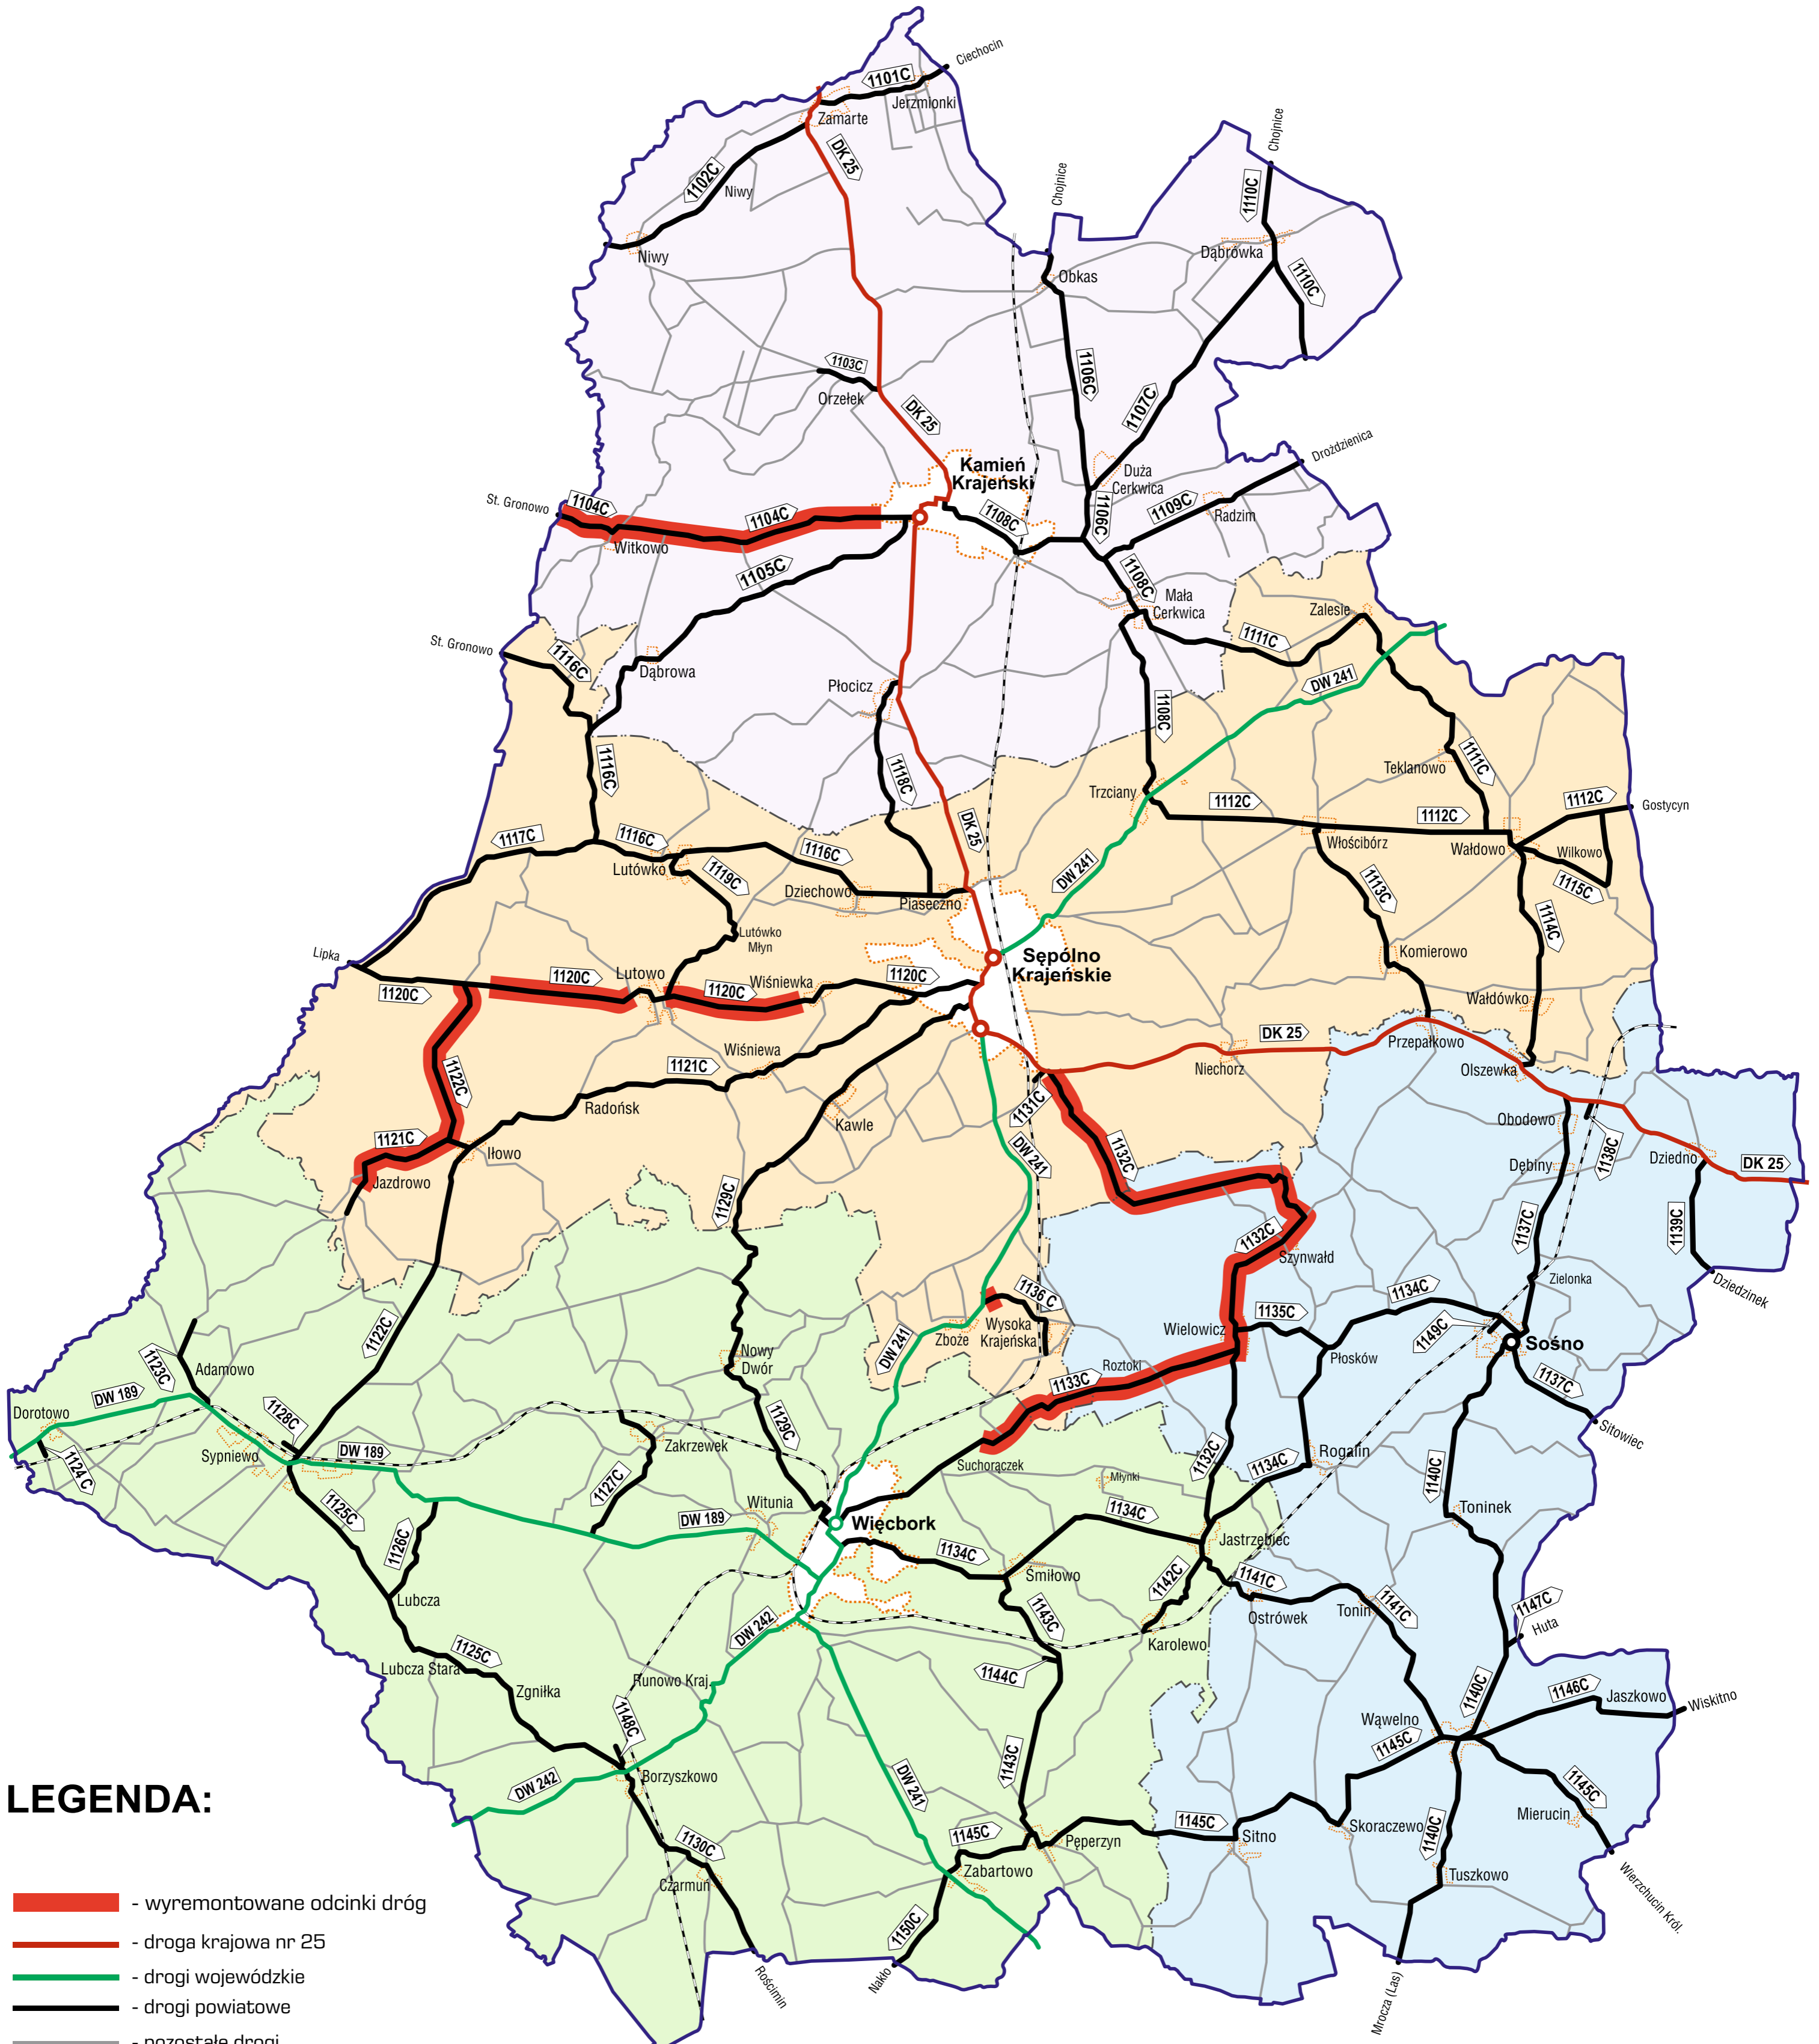 Ciechocin
1101C
Jerzmionki
Zamarte
DK 25
1102C
Niwy
Niwy
Chojnice
Chojnice
1110C
Dąbrówka
1110C
Obkas
1103C
Orzełek
1106C
1107C
DK 25
Kamień
Krajeński
Duża
Cerkwica
Drożdzienica
St. Gronowo
1104C
1104C
Witkowo
1108C
1106C
1109C
Radzim
1105C
1108C
Mała
Cerkwica
Zalesie
1111C
St. Gronowo
1116C
Dąbrowa
Płocicz
DW 241
1108C
1116C
1118C
Teklanowo
1111C
Trzciany
1112C
1112C
1112C
Gostycyn
DK 25
1117C
1116C
1116C
Lutówko
1119C
Dziechowo
Piaseczno
DW 241
Włościbórz
Wałdowo
Wilkowo
1115C
1113C
1114C
Lutówko
Młyn
Komierowo
Lipka
Sępólno
Krajeńskie
1120C
1120C
Lutowo
1120C
Wiśniewka
1120C
Wałdówko
DK 25
Przepałkowo
Wiśniewa
1121C
Niechorz
Olszewka
1122C
Radońsk
1131C
Kawle
Obodowo
1138C
1121C
Iłowo
DW 241
1132C
Dębiny
Dziedno
DK 25
Jazdrowo
1129C
1137C
1139C
1132C
Szynwałd
Zielonka
Dziedzinek
1136 C
1134C
1122C
Wysoka
Krajeńska
Zboże
Wielowicz
1135C
1149C
Sośno
1123C
Adamowo
DW 241
Nowy
Dwór
Roztoki
1133C
Płosków
1137C
DW 189
Dorotowo
1128C
1129C
Sitowiec
Sypniewo
DW 189
Zakrzewek
1124 C
Suchorączek
1132C
1134C
Rogalin
1140C
Młynki
1127C
1125C
Witunia
DW 189
1134C
Toninek
Więcbork
1126C
1134C
Jastrzębiec
Śmiłowo
1142C
1141C
Lubcza
1143C
Ostrówek
Tonin
1141C
1147C
Huta
DW 242
Karolewo
1125C
Lubcza Stara
1144C
Runowo Kraj.
Zgniłka
1140C
1146C
Jaszkowo
Wiskitno
1148C
Wąwelno
1145C
1143C
Borzyszkowo
DW 242
DW 241
1145C
Mierucin
1145C
1145C
Sitno
Skoraczewo
1140C
1130C
Pęperzyn
Zabartowo
Czarmuń
Tuszkowo
Wierzchucin Król.
1150C
Rościmin
Nakło
Mrocza (Las)
LEGENDA:
- wyremontowane odcinki dróg
- droga krajowa nr 25
- drogi wojewódzkie
- drogi powiatowe
- pozostałe drogi